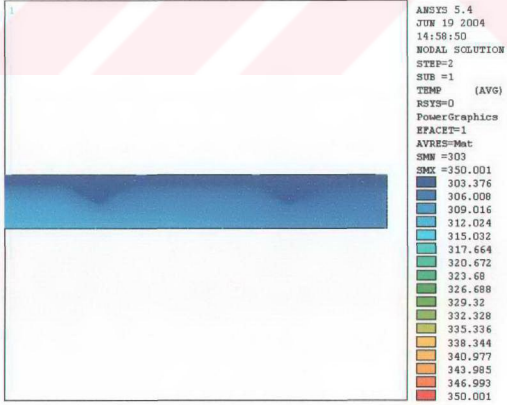 1
ANSYS 5.4
JUN 19 2004
14:58:50
NODAL SOLUTION
STEP=2
SUB =1
TEMP (AVG)
RSYS=0
PowerGraphics
EFACET=1
AVRES=Mat
SMN =303
SMX =350.001
303.376
306.008
309.016
312.024
315.032
317.664
320.672
323.68
326.688
329.32
332.328
335.336
338.344
340.977
343.985
346.993
350.001